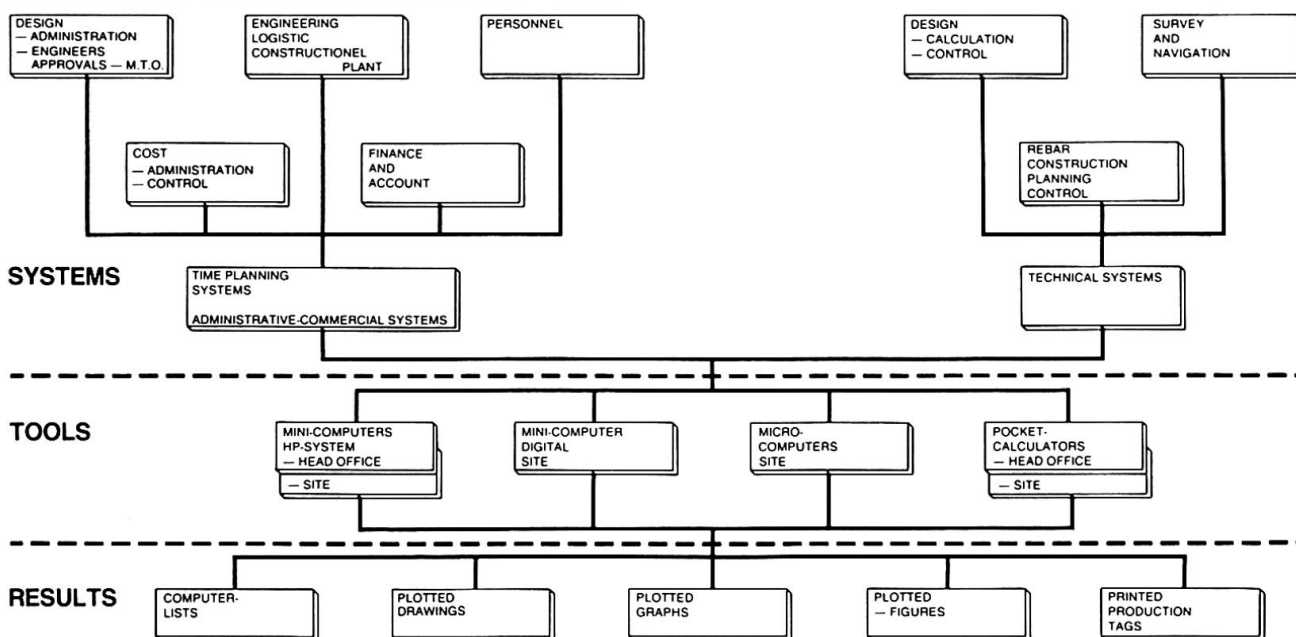 DESIGN
— ADMINISTRATION
— ENGINEERS
APPROVALS — M.T.O.
ENGINEERING
LOGISTIC
CONSTRUCTIONEL
PLANT
PERSONNEL
DESIGN
— CALCULATION
— CONTROL
SURVEY
AND
NAVIGATION
COST
— ADMINISTRATION
— CONTROL
FINANCE
AND
ACCOUNT
REBAR
CONSTRUCTION
PLANNING
CONTROL
SYSTEMS
TIME PLANNING
SYSTEMS
ADMINISTRATIVE-COMMERCIAL SYSTEMS
TECHNICAL SYSTEMS
TOOLS
MINI-COMPUTERS
HP-SYSTEM
— HEAD OFFICE
— SITE
MINI-COMPUTER
DIGITAL
SITE
MICRO-
COMPUTERS
SITE
POCKET-
CALCULATORS
— HEAD OFFICE
— SITE
RESULTS
COMPUTER-
LISTS
PLOTTED
DRAWINGS
PLOTTED
GRAPHS
PLOTTED
— FIGURES
PRINTED
PRODUCTION
TAGS